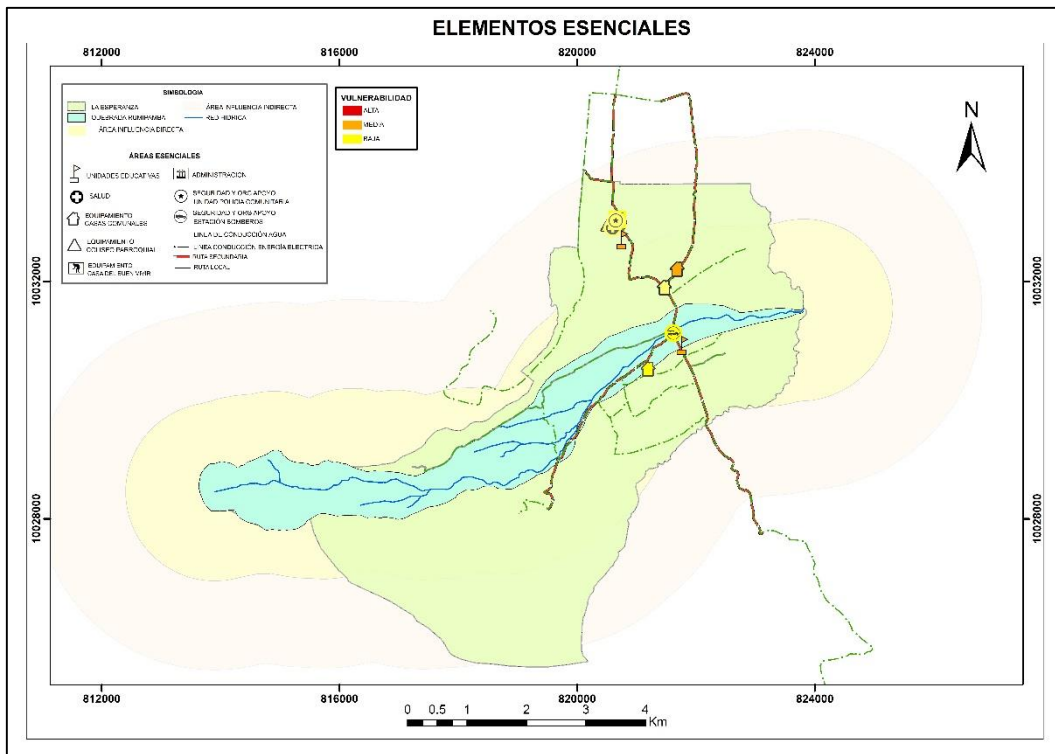 ELEMENTOS ESENCIALES
812000 816000 820000 824000
SIMBOLOGIA
LA ESPERANZA
ÁREA INFLUENCIA INDIRECTA
QUEBRADA RUMIPAMBA
RED HIDRICA
ÁREA INFLUENCIA DIRECTA
ÁREAS ESENCIALES
UNIDADES EDUCATIVAS
ADMINISTRACION
SALUD
SEGURIDAD Y ORG APOYO
UNIDAD POLICIA COMUNITARIA
EQUIPAMIENTO
CASAS COMUNALES
SEGURIDAD Y ORG APOYO
ESTACIÓN BOMBEROS
EQUIPAMIENTO
COLISEO PARROQUIAL
LINEA DE CONDUCCIÓN AGUA
LINEA CONDUCCIÓN ENERGÍA ELECTRICA
EQUIPAMIENTO
CASA DEL BUEN VIVIR
RUTA SECUNDARIA
RUTA LOCAL
VULNERABILIDAD
ALTA
MEDIA
BAJA
N
10032000
10032000
10028000
10028000
812000 816000 820000 824000
0 0.5 1 2 3 4
Km